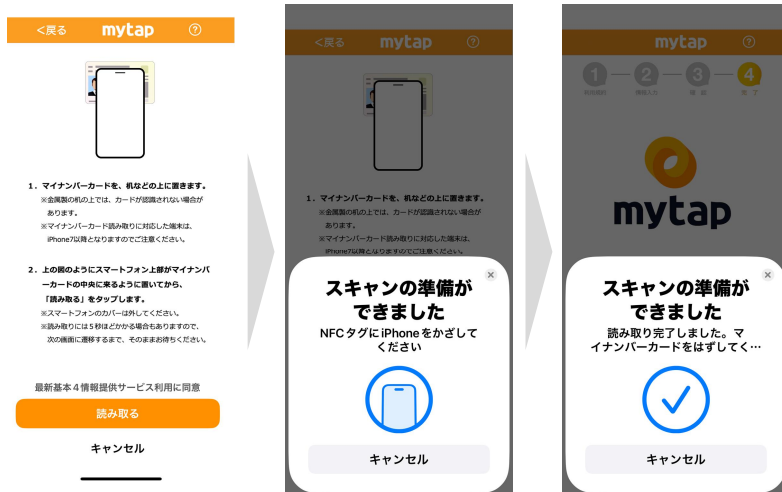 <戻る mytap ?
1. マイナンバーカードを、机などの上に置きます。
※金属製の机の上では、カードが認識されない場合が
あります。
※マイナンバーカード読み取りに対応した端末は、
iPhone7以降となりますのでご注意ください。
2. 上の図のようにスマートフォン上部がマイナンバ
ーカードの中央に来るように置いてから、
「読み取る」をタップします。
※スマートフォンのカバーは外してください。
※読み取りには5秒ほどかかる場合もありますので、
次の画面に遷移するまで、そのままお待ちください。
最新基本4情報提供サービス利用に同意
読み取る
キャンセル
<戻る mytap ?
1. マイナンバーカードを、机などの上に置きます。
※金属製の机の上では、カードが認識されない場合が
あります。
※マイナンバーカード読み取りに対応した端末は、
iPhone7以降となりますのでご注意ください。
スキャンの準備が
できました
NFCタグにiPhoneをかざして
ください
キャンセル
mytap ?
1 2 3 4
利用規約 情報入力 確認 完了
mytap
スキャンの準備が
できました
読み取り完了しました。マ
イナンバーカードをはずしてく…
キャンセル